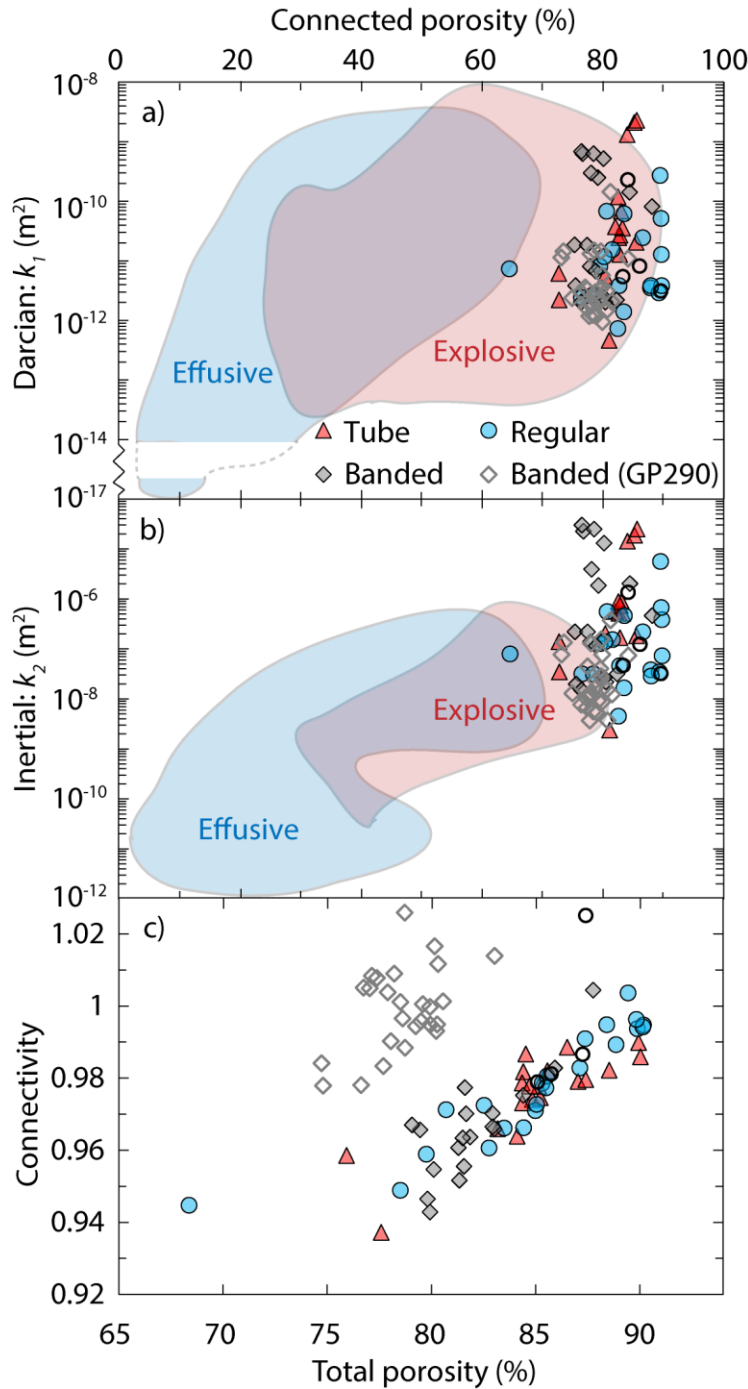 Connected porosity (%)
0 20 40 60 80 100
a)
10⁻⁸
10⁻¹⁰
10⁻¹²
10⁻¹⁴
10⁻¹⁷
Darcian: k₁ (m²)
Effusive
Explosive
Tube
Regular
Banded
Banded (GP290)
b)
10⁻⁶
10⁻⁸
10⁻¹⁰
10⁻¹²
Inertial: k₂ (m²)
Explosive
Effusive
c)
1.02
1
0.98
0.96
0.94
0.92
Connectivity
65 70 75 80 85 90
Total porosity (%)